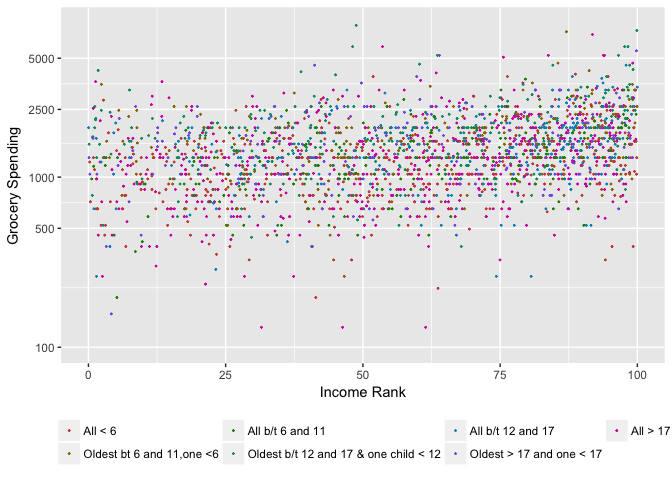 5000
2500
1000
500
100
Grocery Spending
0 25 50 75 100
Income Rank
All < 6 All b/t 6 and 11 All b/t 12 and 17 All > 17
Oldest bt 6 and 11,one <6 Oldest b/t 12 and 17 & one child < 12 Oldest > 17 and one < 17